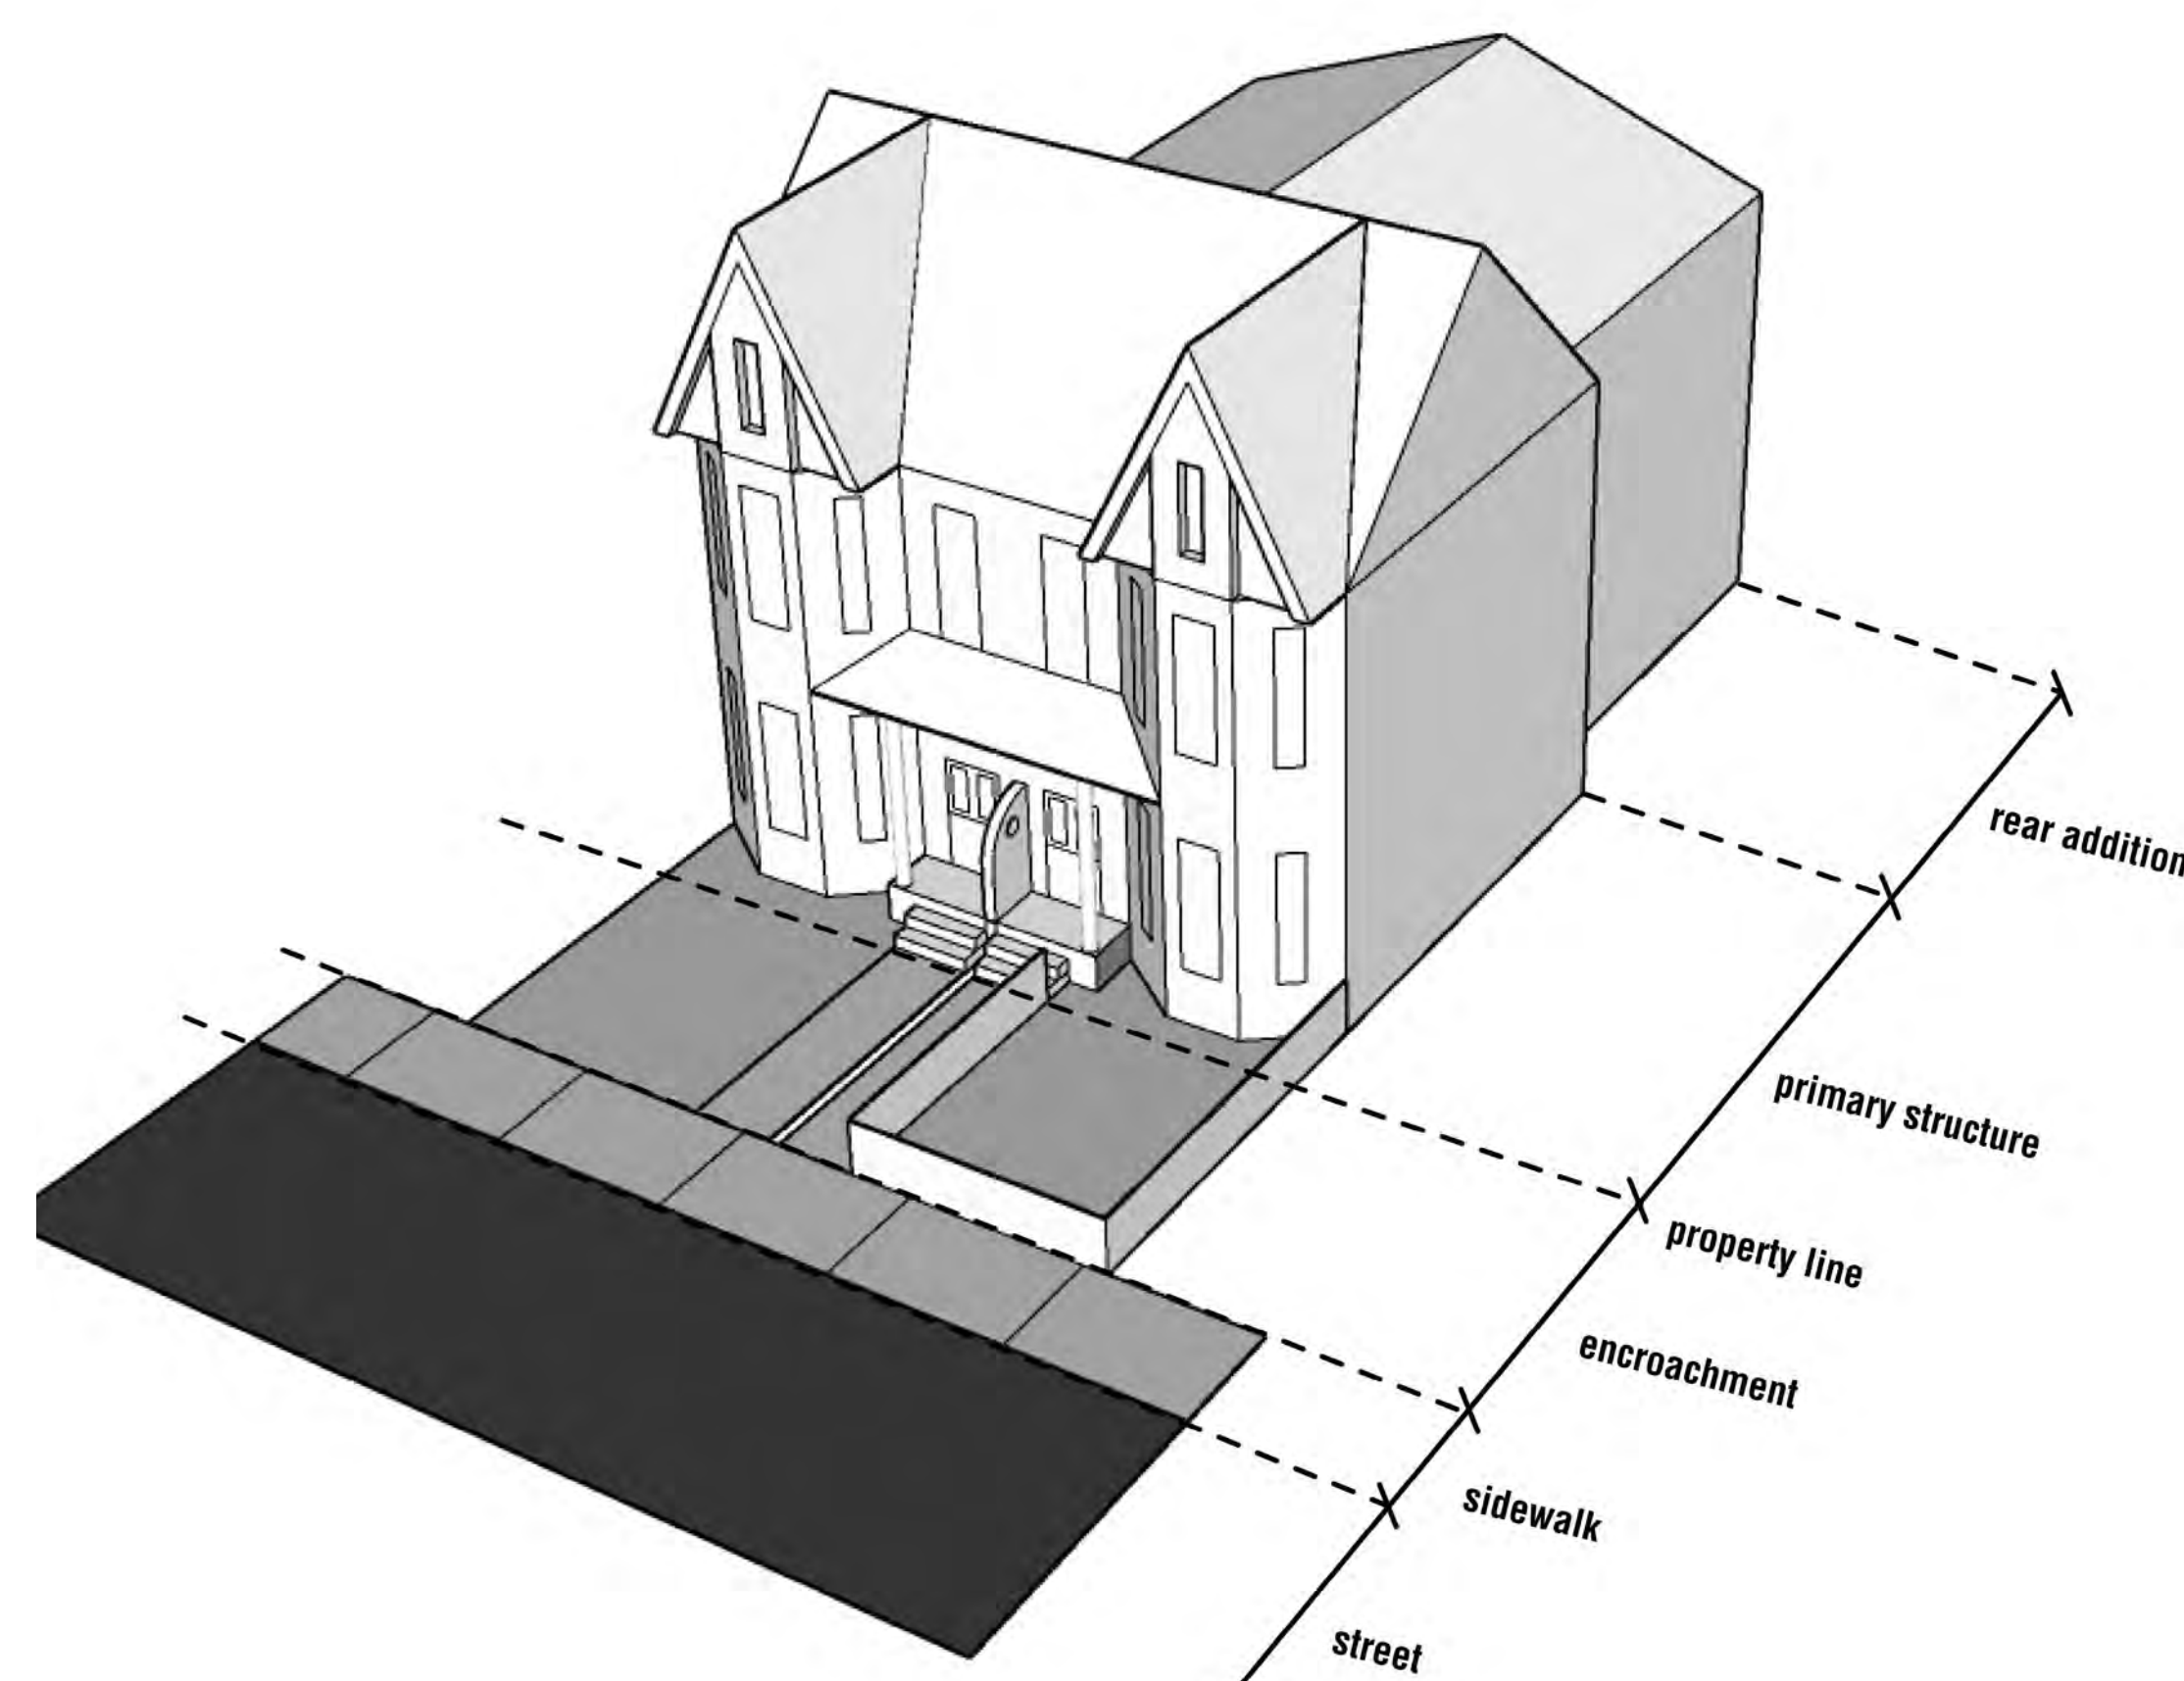 rear addition
primary structure
property line
encroachment
sidewalk
street